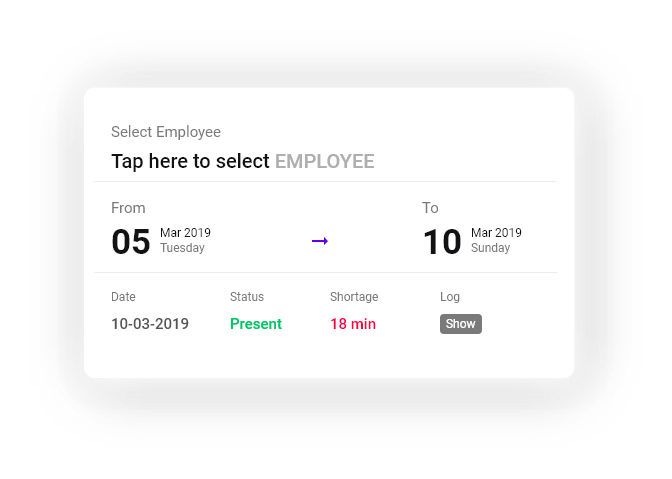 Select Employee
Tap here to select EMPLOYEE
From To
05 Mar 2019 Tuesday 10 Mar 2019 Sunday
Date Status Shortage Log
10-03-2019 Present 18 min Show